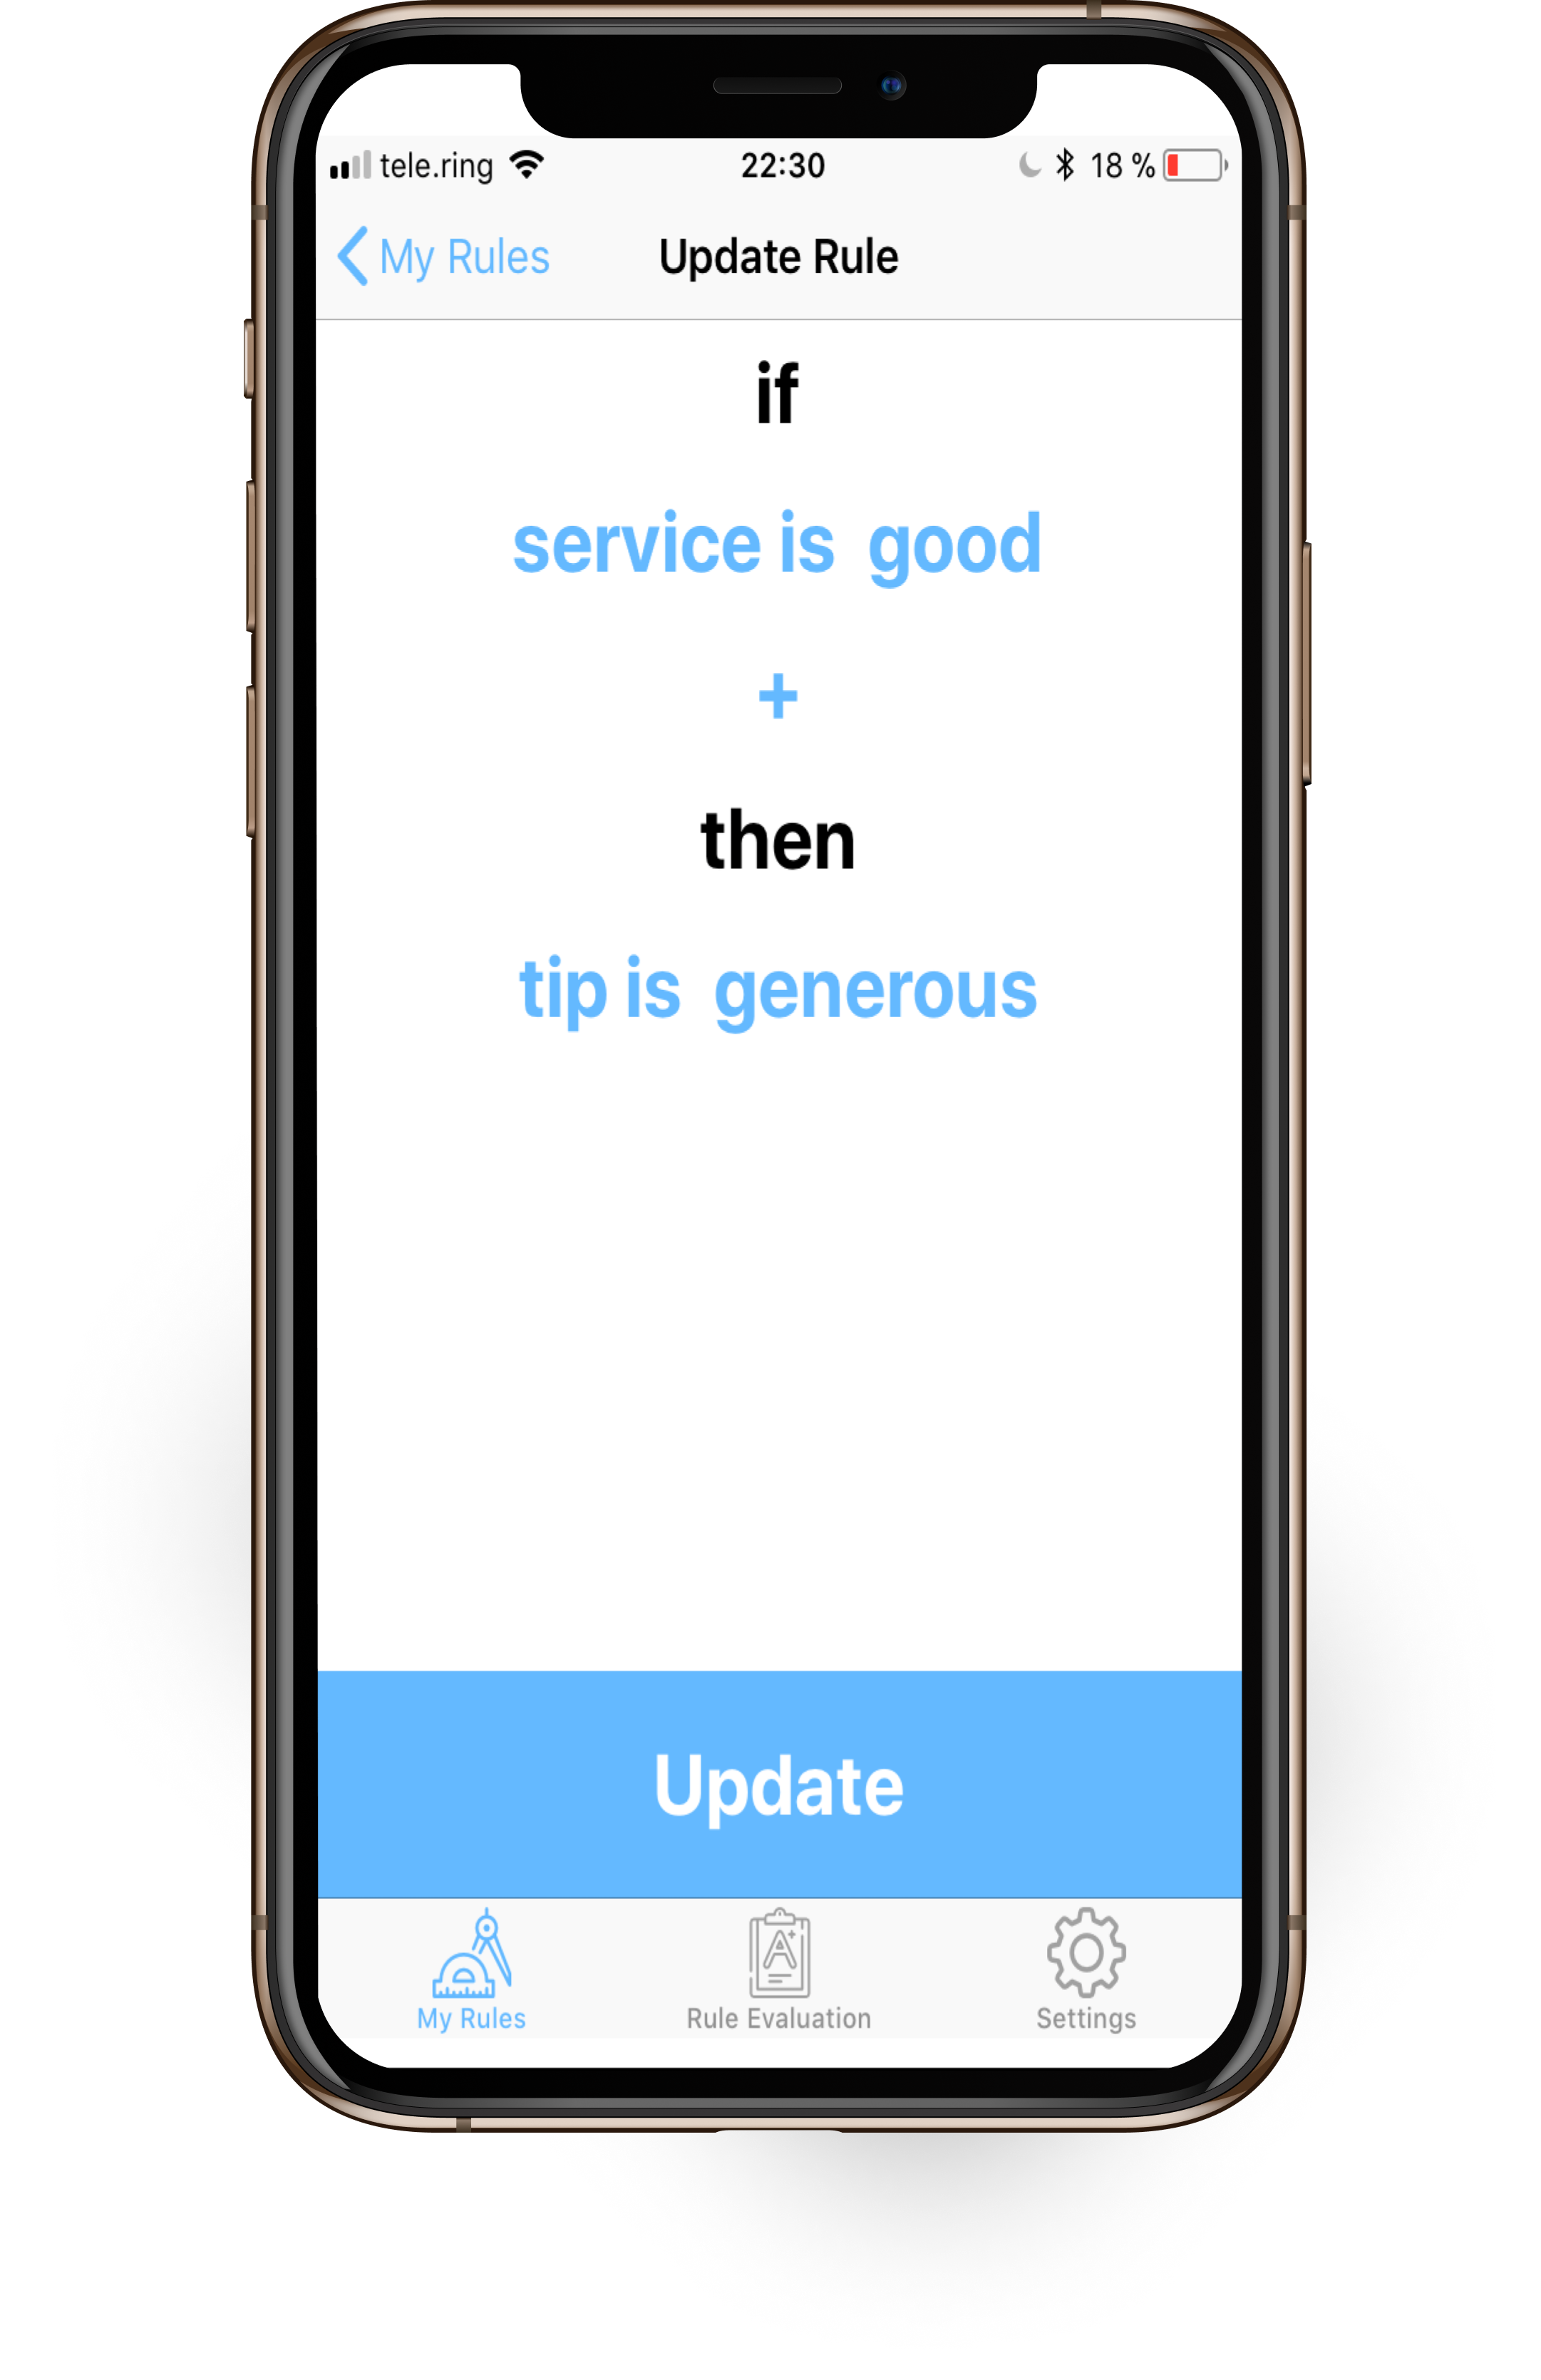 tele.ring 22:30 18 %
My Rules Update Rule
if
service is good
+
then
tip is generous
Update
A+
My Rules Rule Evaluation Settings